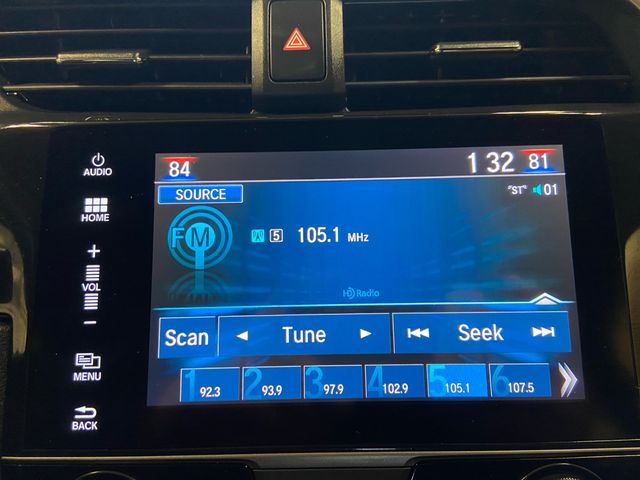 AUDIO
HOME
+
VOL
−
MENU
BACK
84 1 32 81
SOURCE
"ST" 01
FM 5 105.1 MHz
HD Radio
Scan Tune Seek
1 92.3 2 93.9 3 97.9 4 102.9 5 105.1 6 107.5